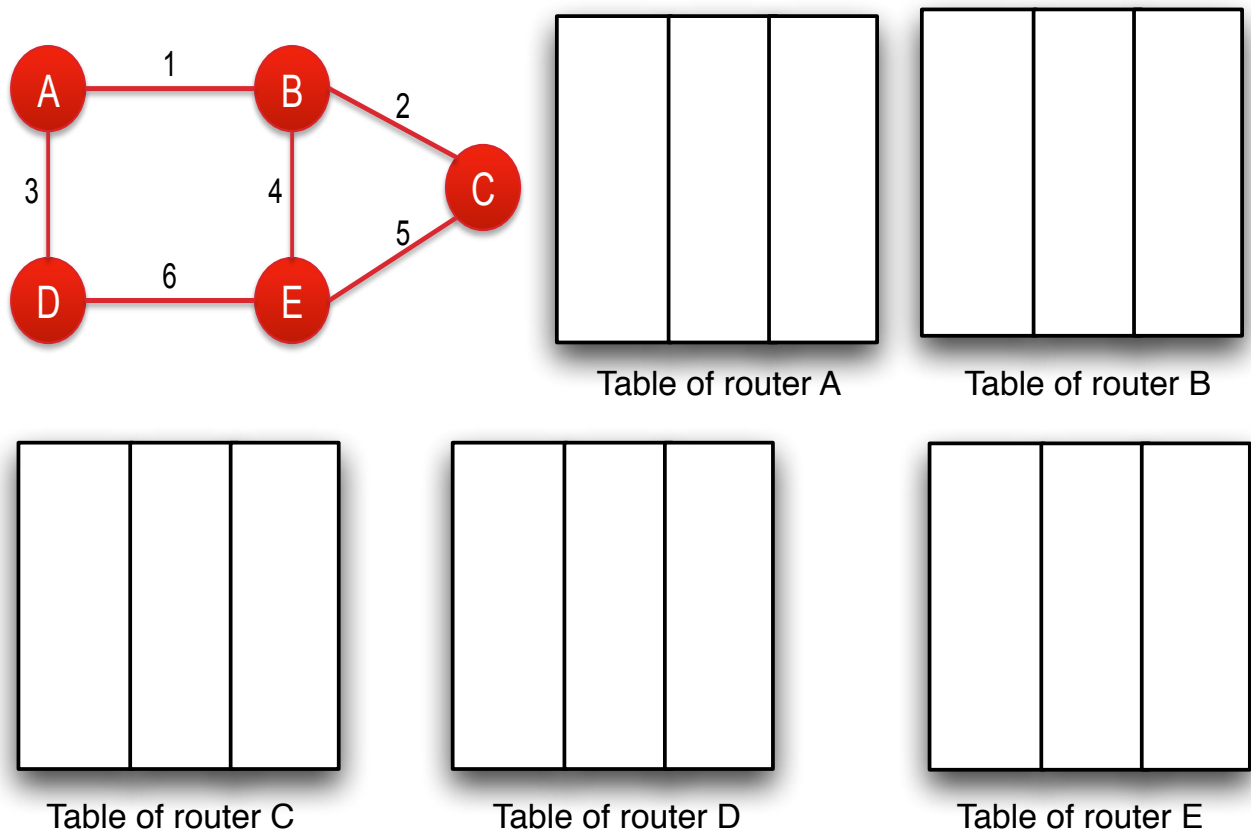 1
A
B
2
3
4
C
5
6
D
E
Table of router A
Table of router B
Table of router C
Table of router D
Table of router E